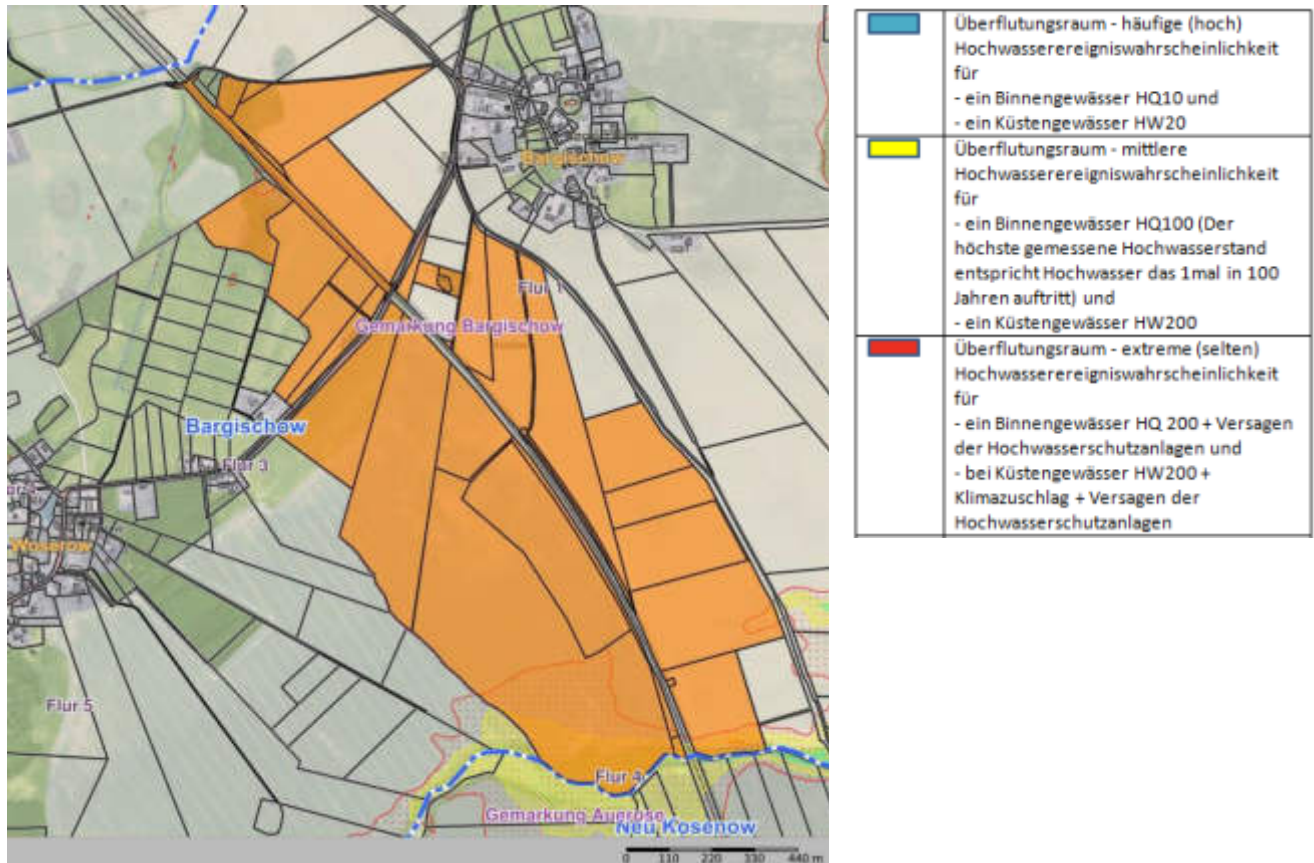 Bargischow
Flur 1
Gemarkung Bargischow
Bargischow
Flur 3
Woserow
Flur 5
Flur 4
Gemarkung Auerose
Neu Kosenow
0 110 220 330 440 m
Überflutungsraum - häufige (hoch)
Hochwasserereigniswahrscheinlichkeit
für
- ein Binnengewässer HQ10 und
- ein Küstengewässer HW20
Überflutungsraum - mittlere
Hochwasserereigniswahrscheinlichkeit
für
- ein Binnengewässer HQ100 (Der
höchste gemessene Hochwasserstand
entspricht Hochwasser das 1mal in 100
Jahren auftritt) und
- ein Küstengewässer HW200
Überflutungsraum - extreme (selten)
Hochwasserereigniswahrscheinlichkeit
für
- ein Binnengewässer HQ 200 + Versagen
der Hochwasserschutzanlagen und
- bei Küstengewässer HW200 +
Klimazuschlag + Versagen der
Hochwasserschutzanlagen